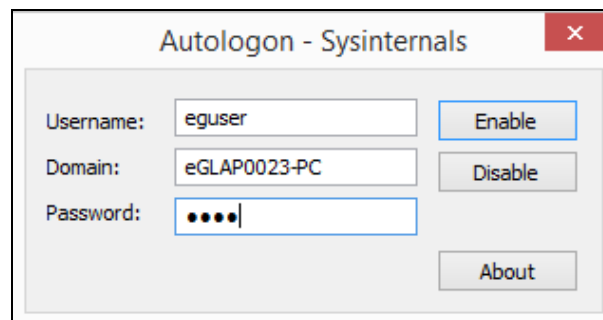 Autologon - Sysinternals
Username: eguser Enable
Domain: eGLAP0023-PC Disable
Password: ●●●●
About